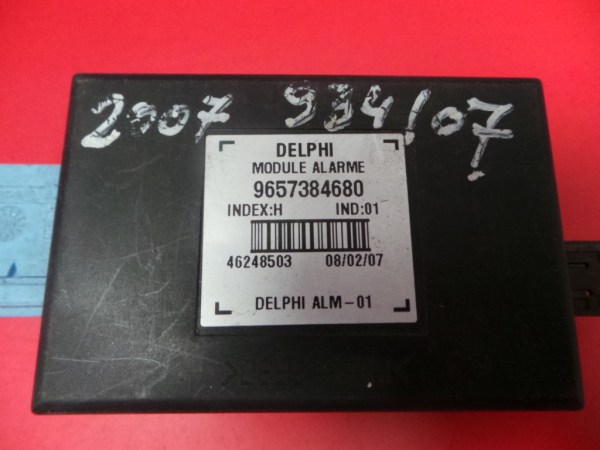 2007 934/07
DELPHI
MODULE ALARME
9657384680
INDEX:H IND:01
46248503 08/02/07
DELPHI ALM-01